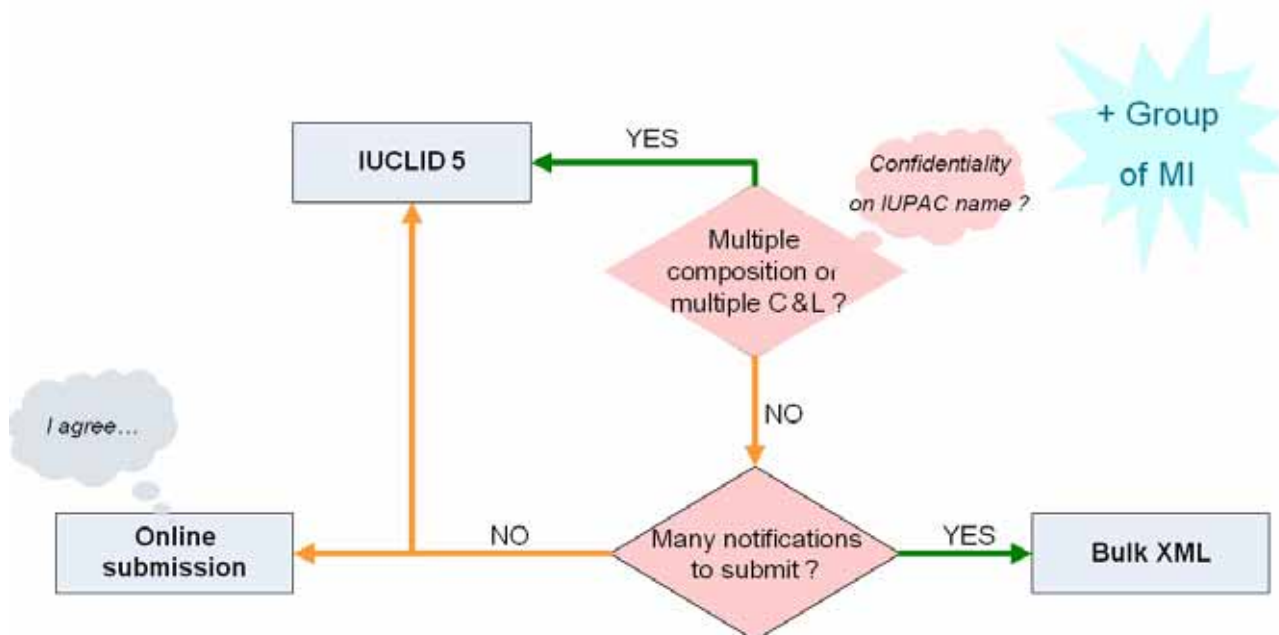 + Group
of MI
YES
IUCLID 5
Confidentiality
on IUPAC name ?
Multiple
composition or
multiple C & L ?
NO
I agree…
Online
submission
NO
Many notifications
to submit ?
YES
Bulk XML